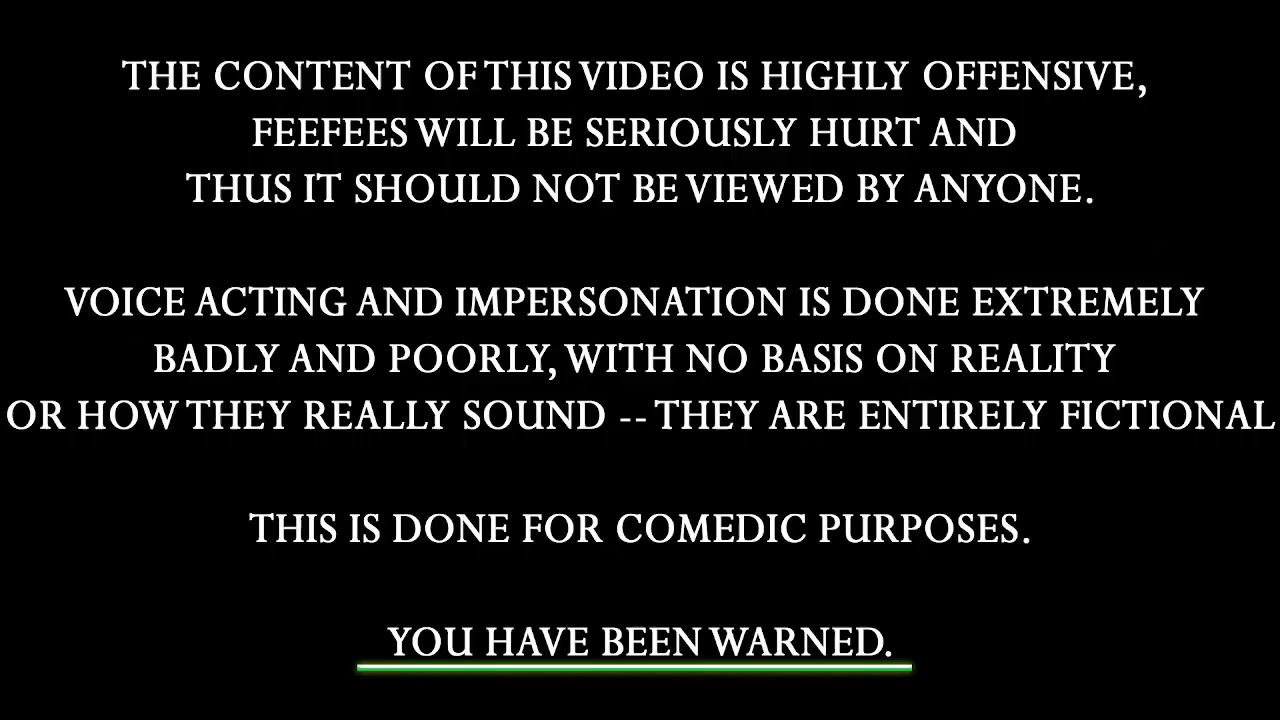 THE CONTENT OF THIS VIDEO IS HIGHLY OFFENSIVE,
FEEFEES WILL BE SERIOUSLY HURT AND
THUS IT SHOULD NOT BE VIEWED BY ANYONE.
VOICE ACTING AND IMPERSONATION IS DONE EXTREMELY
BADLY AND POORLY, WITH NO BASIS ON REALITY
OR HOW THEY REALLY SOUND -- THEY ARE ENTIRELY FICTIONAL
THIS IS DONE FOR COMEDIC PURPOSES.
YOU HAVE BEEN WARNED.